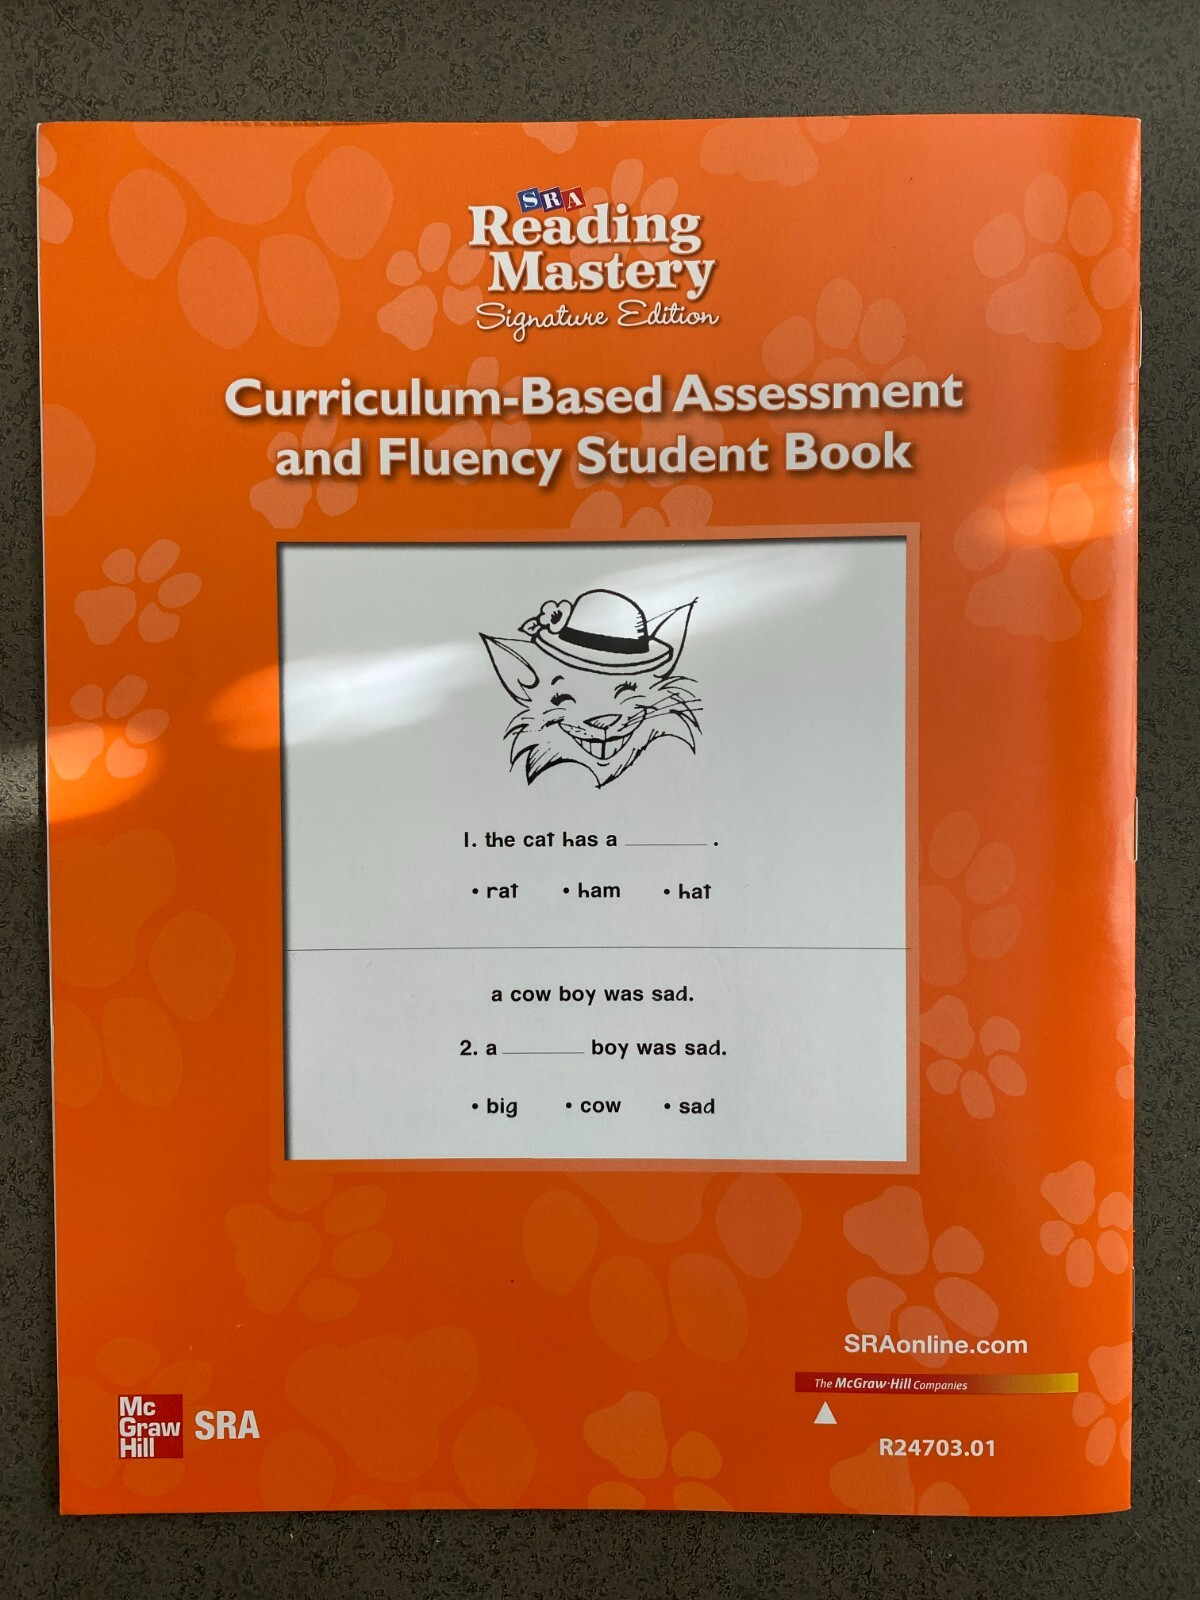 SRA
Reading
Mastery
Signature Edition
Curriculum-Based Assessment
and Fluency Student Book
1. the cat has a ________ .
• rat • ham • hat
a cow boy was sad.
2. a ________ boy was sad.
• big • cow • sad
SRAonline.com
The McGraw-Hill Companies
Mc
Graw
Hill
SRA
R24703.01